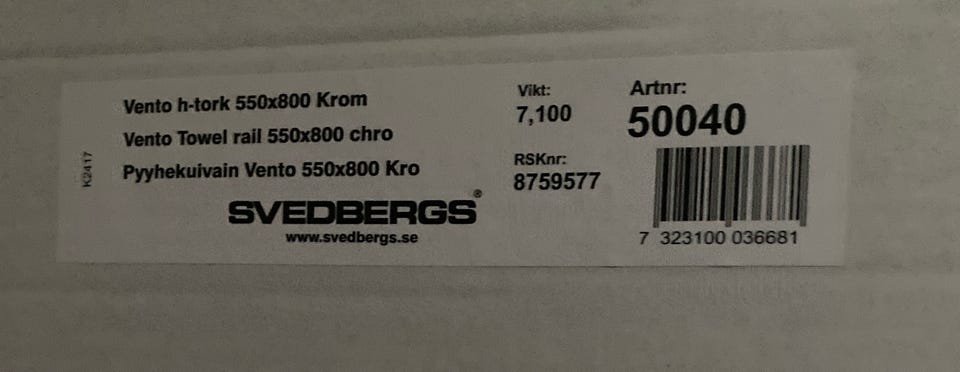 Vento h-tork 550x800 Krom
Vento Towel rail 550x800 chro
Pyyhekuivain Vento 550x800 Kro
K2417
SVEDBERGS®
www.svedbergs.se
Vikt:
7,100
RSKnr:
8759577
Artnr:
50040
7 323100 036681